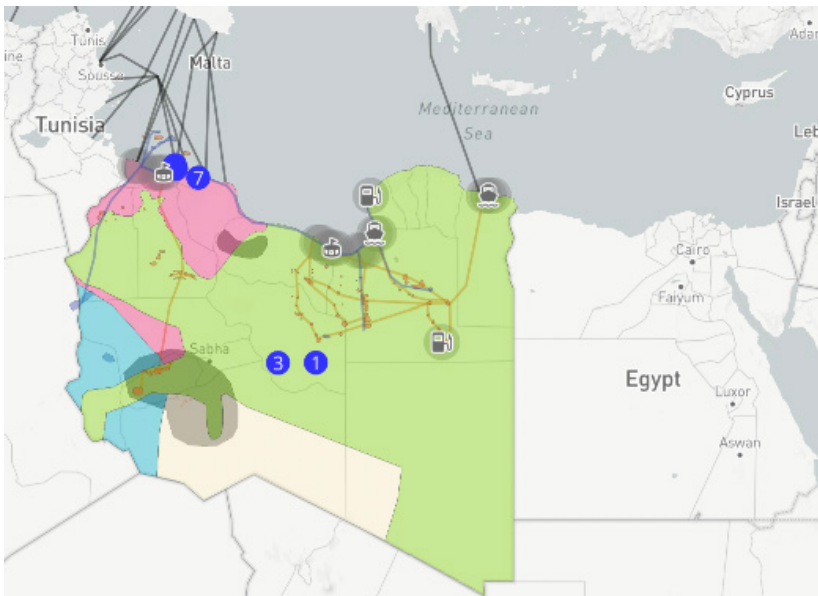 Tunis
Sousse
Malta
Tunisia
Cyprus
Mediterranean
Sea
7
Cairo
Faiyum
Israel
Sabha
3
1
Egypt
Luxor
Aswan